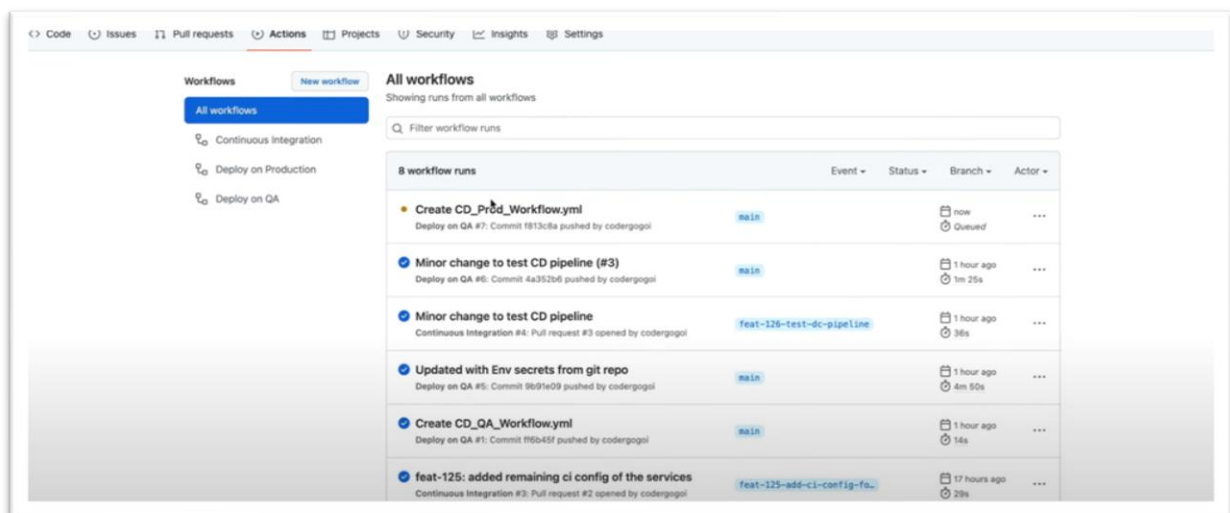 Code Issues Pull requests Actions Projects Security Insights Settings
Workflows New workflow
All workflows
Continuous Integration
Deploy on Production
Deploy on QA
All workflows
Showing runs from all workflows
Filter workflow runs
8 workflow runs Event Status Branch Actor
Create CD_Prod_Workflow.yml
Deploy on QA #7: Commit f813c8a pushed by codergogoi
main
now
Queued
Minor change to test CD pipeline (#3)
Deploy on QA #6: Commit 4a352b6 pushed by codergogoi
main
1 hour ago
1m 25s
Minor change to test CD pipeline
Continuous Integration #4: Pull request #3 opened by codergogoi
feat-126-test-dc-pipeline
1 hour ago
36s
Updated with Env secrets from git repo
Deploy on QA #5: Commit 9b91e09 pushed by codergogoi
main
1 hour ago
4m 50s
Create CD_QA_Workflow.yml
Deploy on QA #1: Commit ff6b45f pushed by codergogoi
main
1 hour ago
14s
feat-125: added remaining ci config of the services
Continuous Integration #3: Pull request #2 opened by codergogoi
feat-125-add-ci-config-fo…
17 hours ago
29s